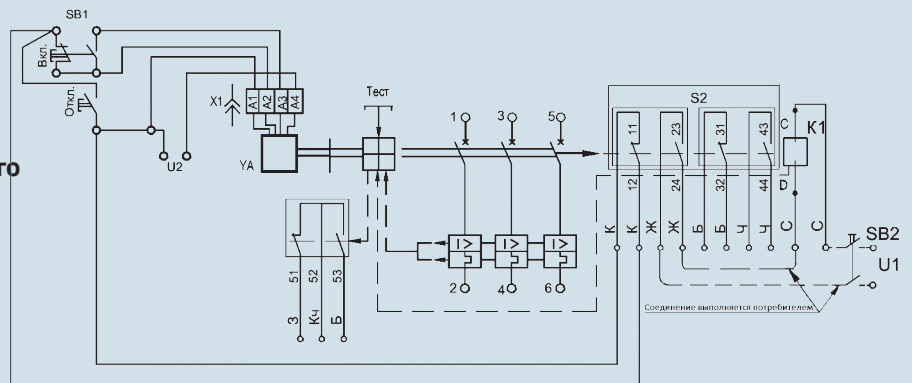 SB1
Вкл.
Откл.
X1
A1 A2 A3 A4
U2
YA
Тест
1 3 5
2 4 6
51 52 53
З Кч Б
S2
11 23 31 43
12 24 32 44
C K1
D
К К Ж Ж Б Б Ч Ч С С
SB2
U1
I> I> I>
Соединение выполняется потребителем
то